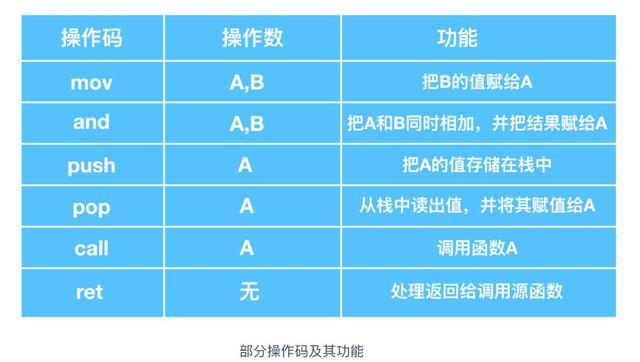 操作码 操作数 功能
mov A,B 把B的值赋给A
and A,B 把A和B同时相加，并把结果赋给A
push A 把A的值存储在栈中
pop A 从栈中读出值，并将其赋值给A
call A 调用函数A
ret 无 处理返回给调用源函数
部分操作码及其功能